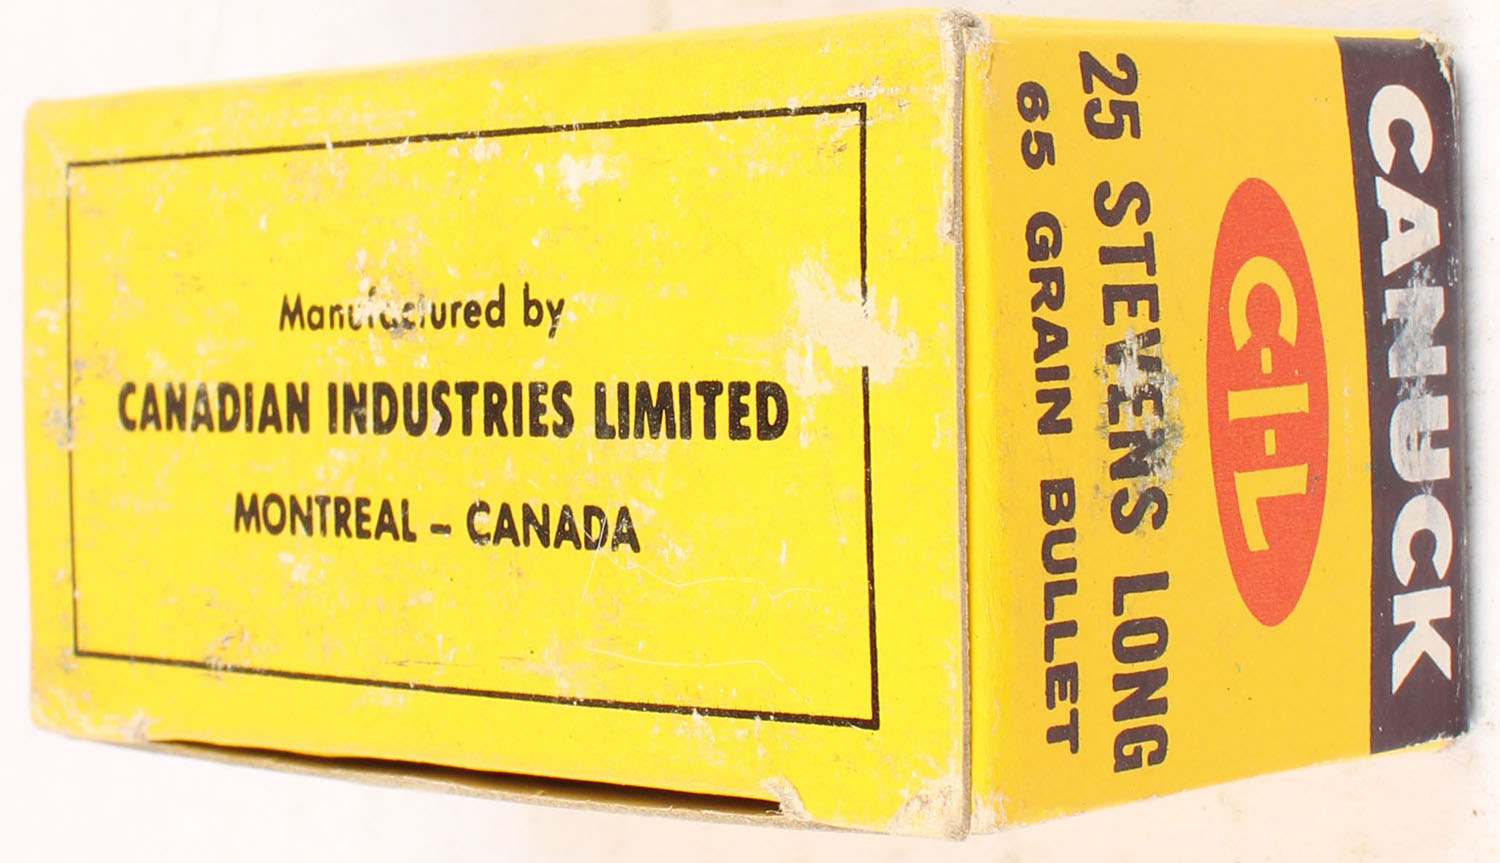 Manufactured by
CANADIAN INDUSTRIES LIMITED
MONTREAL – CANADA
CANUCK
C-I-L
25 STEVENS LONG
65 GRAIN BULLET